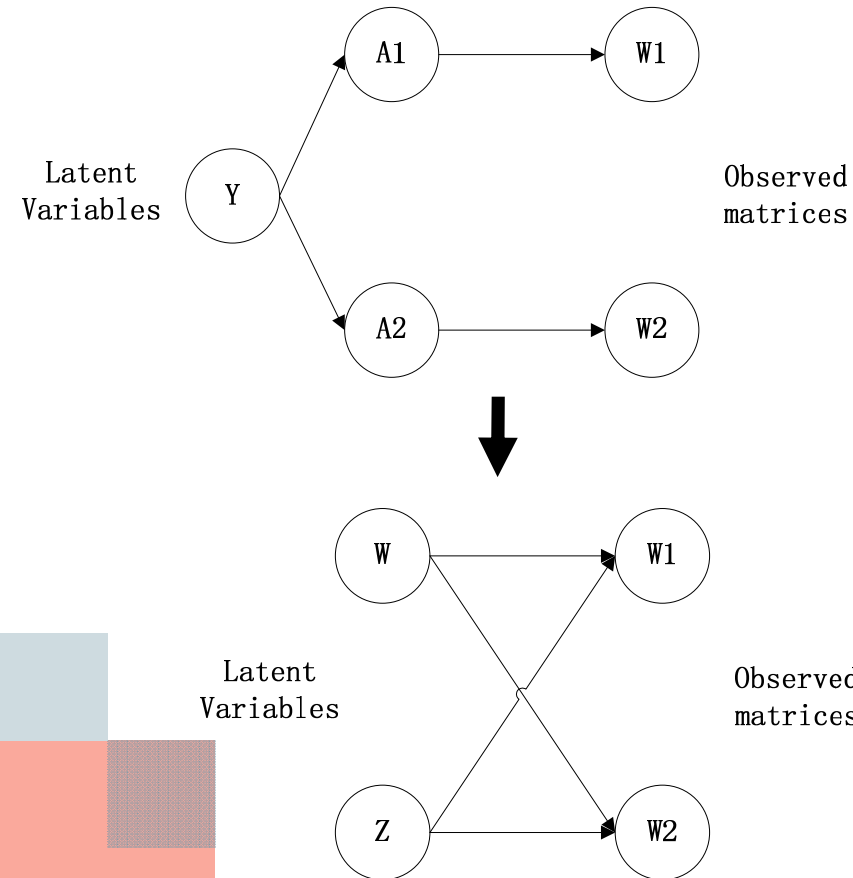 A1
W1
Latent
Variables
Y
Observed
matrices
A2
W2
W
W1
Latent
Variables
Observed
matrices
Z
W2